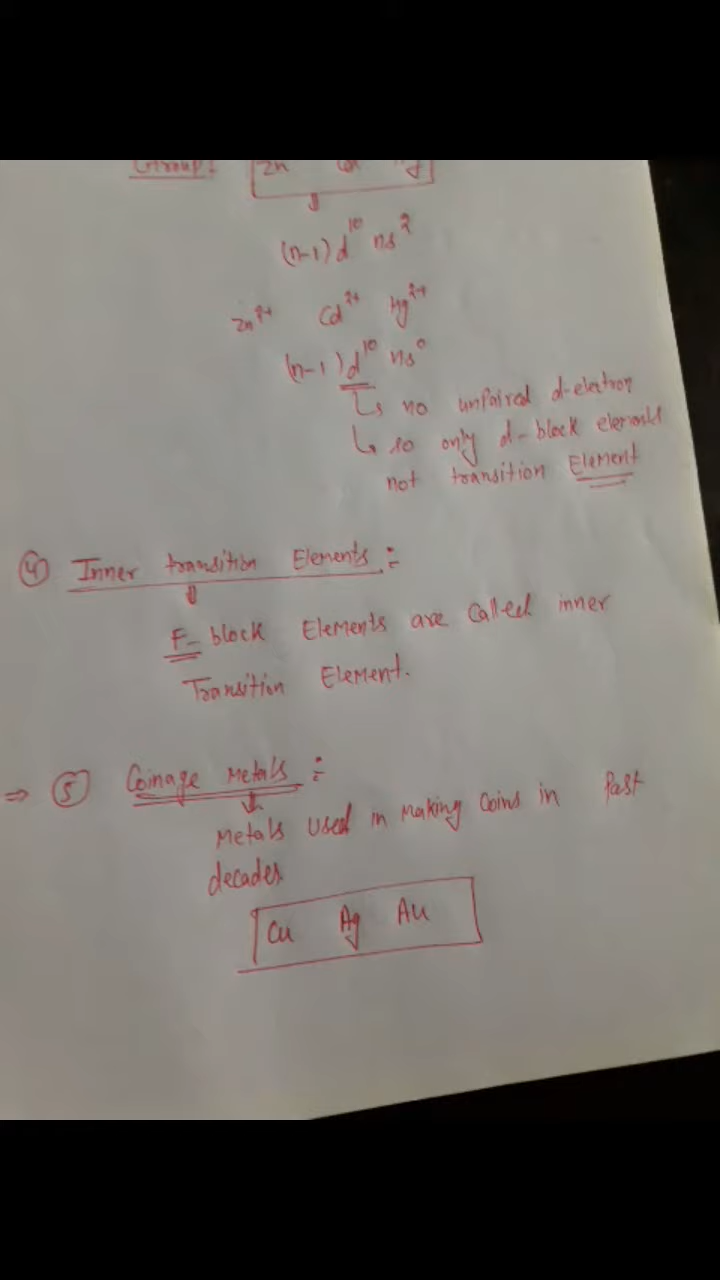 Group: Zn Cd Hg
(n-1)d¹⁰ ns²
Zn²⁺ Cd²⁺ Hg²⁺
(n-1)d¹⁰ ns⁰
↳ no unpaired d-elctron
↳ so only d-block elements
not transition Element
④ Inner transition Elements :-
F- block Elements are called inner
Transition Element.
⇒ ⑤ Coinage Metals :-
Metals used in Making Coins in Past
decades
Cu Ag Au